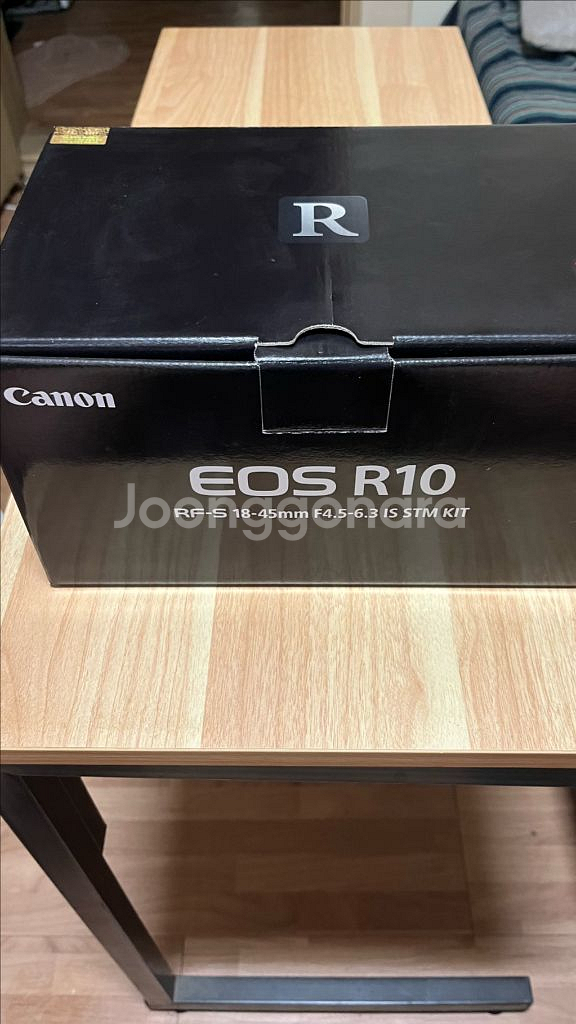 R
Canon
EOS R10
RF-S 18-45mm F4.5-6.3 IS STM KIT
Joonggonara